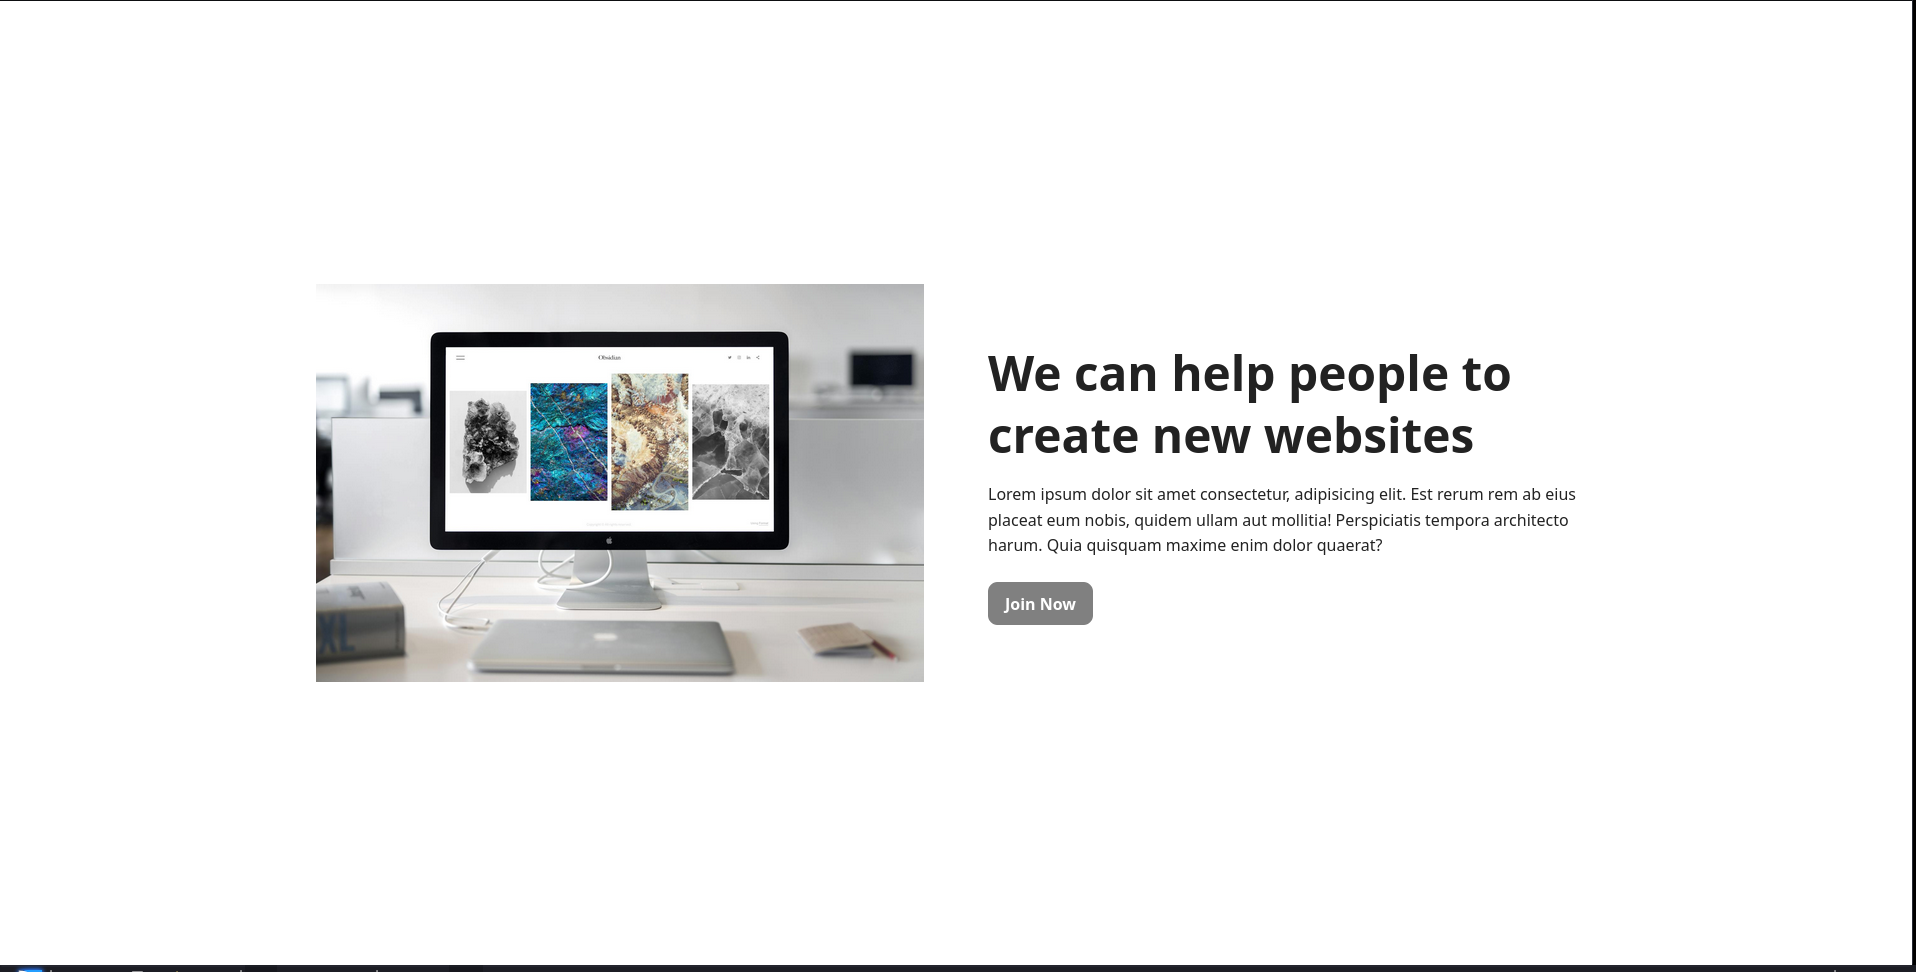 Obsidian
We can help people to
create new websites
Lorem ipsum dolor sit amet consectetur, adipisicing elit. Est rerum rem ab eius
placeat eum nobis, quidem ullam aut mollitia! Perspiciatis tempora architecto
harum. Quia quisquam maxime enim dolor quaerat?
Join Now
XL